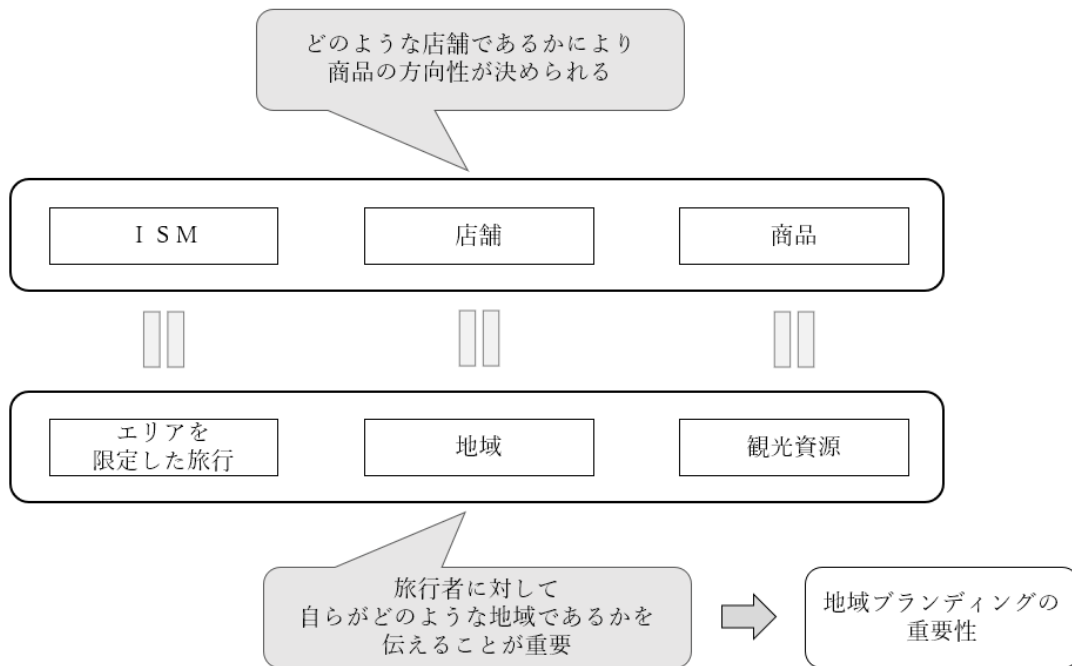 どのような店舗であるかにより
商品の方向性が決められる
ＩＳＭ
店舗
商品
エリアを
限定した旅行
地域
観光資源
旅行者に対して
自らがどのような地域であるかを
伝えることが重要
地域ブランディングの
重要性